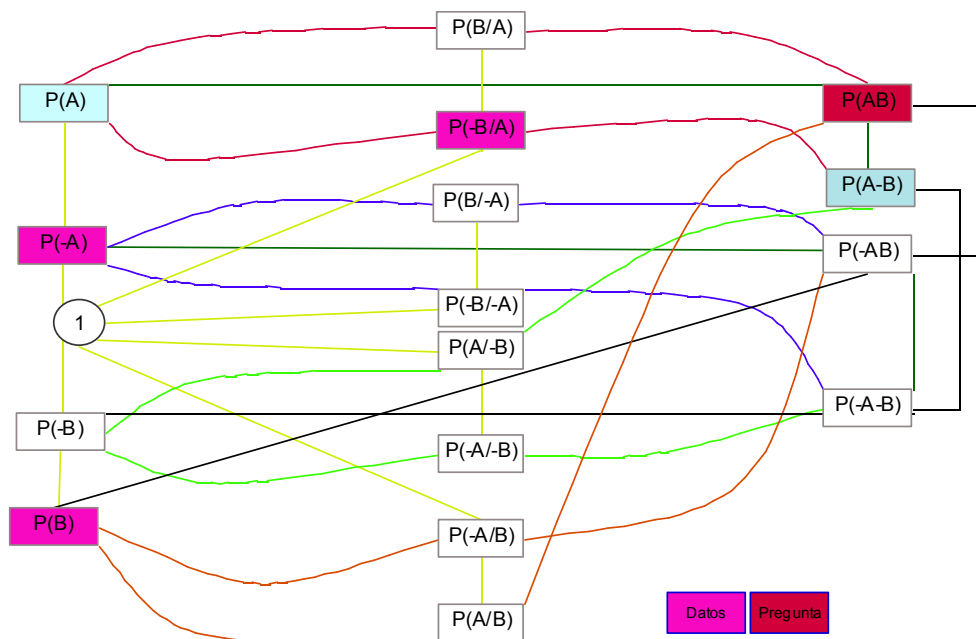 P(B/A)
P(A)
P(AB)
P(-B/A)
P(A-B)
P(B/-A)
P(-A)
P(-AB)
P(-B/-A)
1
P(A/-B)
P(-A-B)
P(-B)
P(-A/-B)
P(B)
P(-A/B)
P(A/B)
Datos
Pregunta